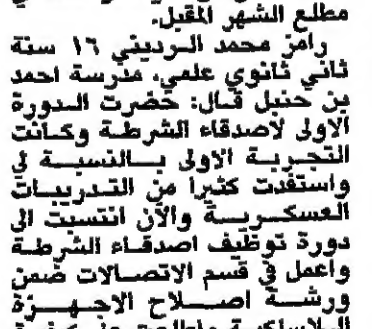 مطلع الشهر المقبل.
رامز محمد الرديني ١٦ سنة
ثاني ثانوي علمي. مدرسة احمد
بن حنبل قال: حضرت الدورة
الاولى لأصدقاء الشرطة وكانت
التجربة الاولى بالنسبة لي
واستفدت كثيرا من التدريبات
العسكرية والآن انتسبت الى
دورة توظيف اصدقاء الشرطة
واعمل في قسم الاتصالات ضمن
ورشة اصلاح الاجهزة